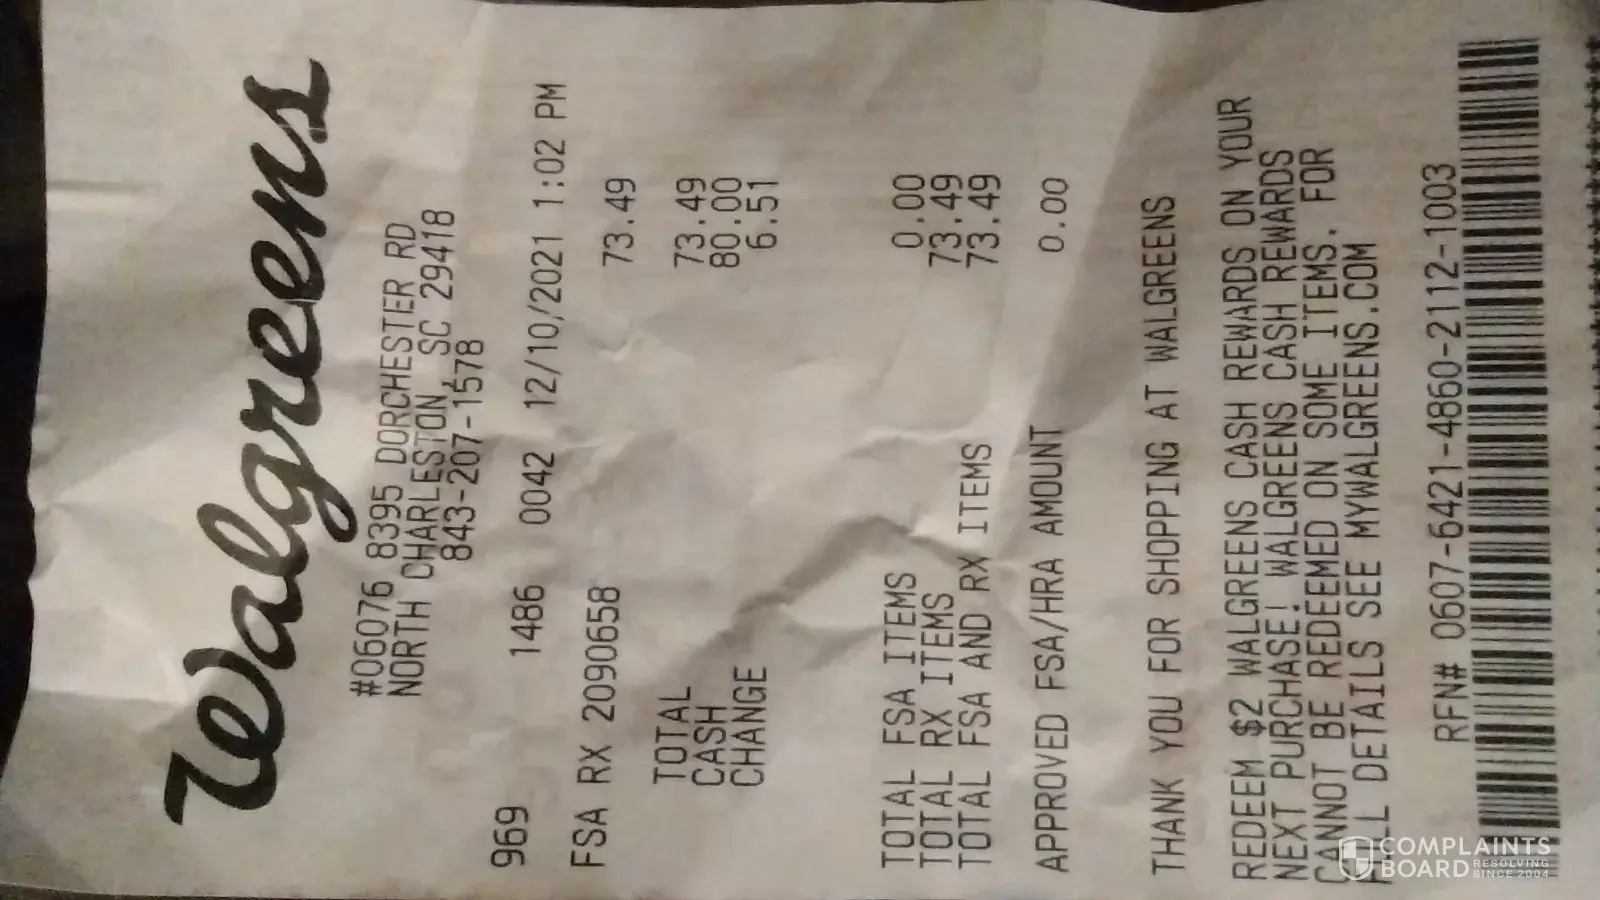 Walgreens
#06076 8395 DORCHESTER RD
NORTH CHARLESTON, SC 29418
843-207-1578
969 1486 0042 12/10/2021 1:02 PM
FSA RX 2090658 73.49
TOTAL 73.49
CASH 80.00
CHANGE 6.51
TOTAL FSA ITEMS 0.00
TOTAL RX ITEMS 73.49
TOTAL FSA AND RX ITEMS 73.49
APPROVED FSA/HRA AMOUNT 0.00
THANK YOU FOR SHOPPING AT WALGREENS
REDEEM $2 WALGREENS CASH REWARDS ON YOUR
NEXT PURCHASE! WALGREENS CASH REWARDS
CANNOT BE REDEEMED ON SOME ITEMS. FOR
FULL DETAILS SEE MYWALGREENS.COM
RFN# 0607-6421-4860-2112-1003
COMPLAINTS
BOARD RESOLVING
SINCE 2004